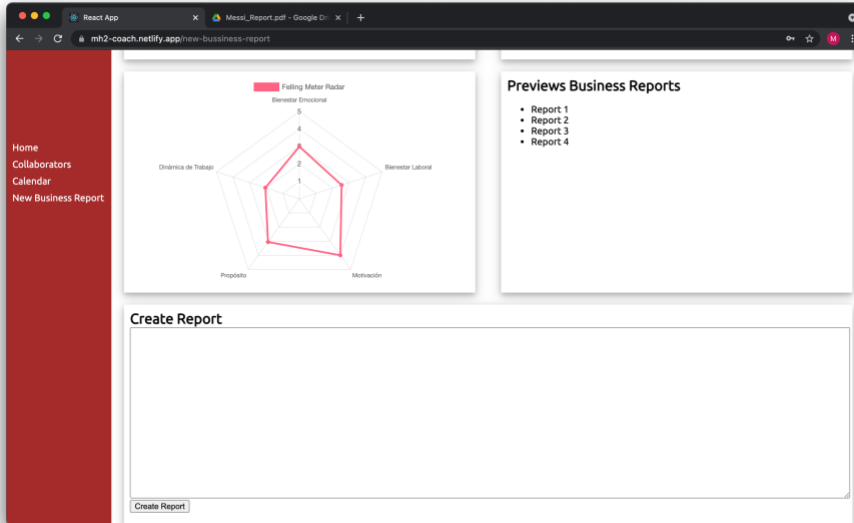 React App
Messi_Report.pdf - Google Dri
mh2-coach.netlify.app/new-bussiness-report
M
Home
Collaborators
Calendar
New Business Report
Felling Meter Radar
Bienestar Emocional
5
4
3
2
1
Dinámica de Trabajo
Bienestar Laboral
Propósito
Motivación
Previews Business Reports
Report 1
Report 2
Report 3
Report 4
Create Report
Create Report